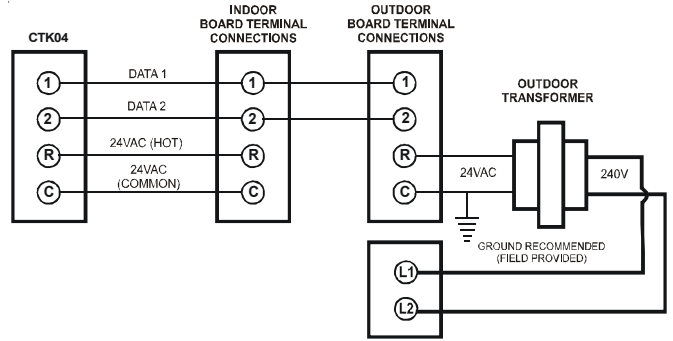 CTK04
INDOOR
BOARD TERMINAL
CONNECTIONS
OUTDOOR
BOARD TERMINAL
CONNECTIONS
OUTDOOR
TRANSFORMER
1
DATA 1
1
1
2
DATA 2
2
2
R
24VAC (HOT)
R
R
C
24VAC
(COMMON)
C
C
24VAC
240V
GROUND RECOMMENDED
(FIELD PROVIDED)
L1
L2